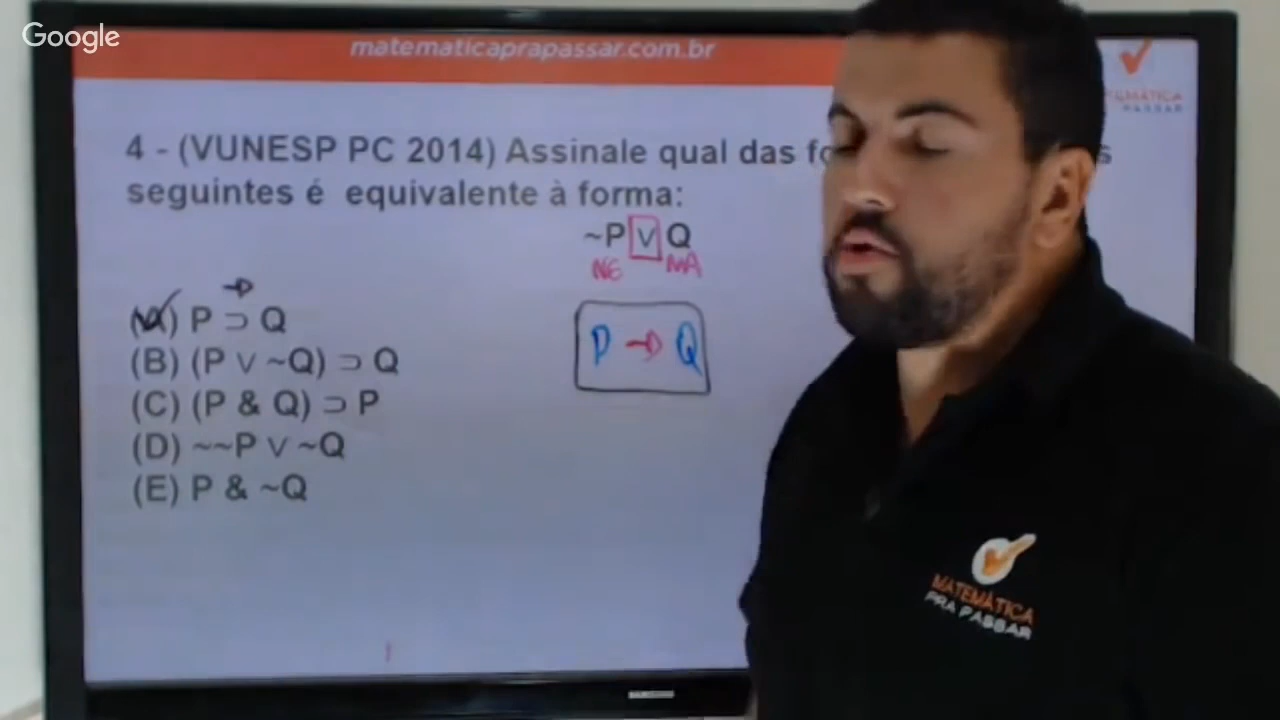 Google
matematicaprapassar.com.br
4 - (VUNESP PC 2014) Assinale qual das
seguintes é equivalente à forma:
~P ∨ Q
NE MA
(A) P ⊃ Q
→
P → Q
(B) (P ∨ ~Q) ⊃ Q
(C) (P & Q) ⊃ P
(D) ~~P ∨ ~Q
(E) P & ~Q
MATEMÁTICA
PRA PASSAR